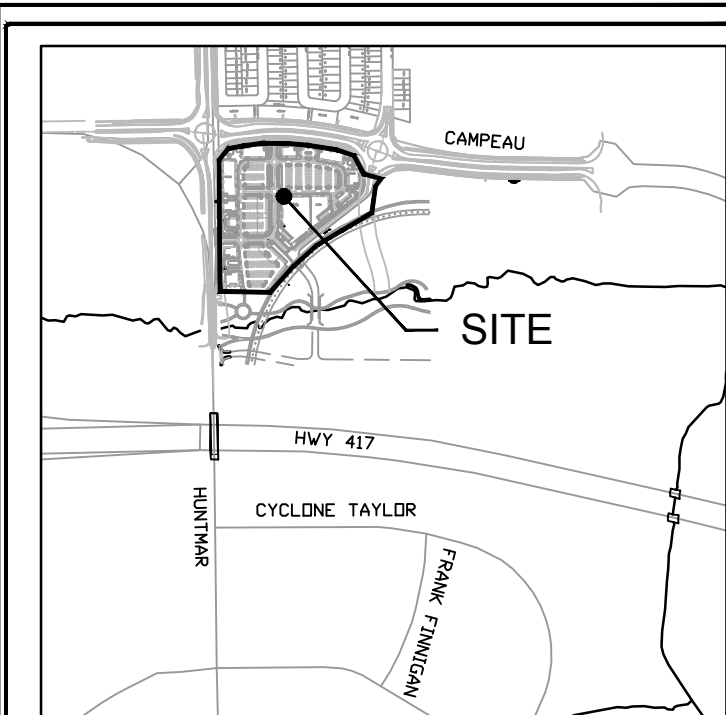 CAMPEAU
SITE
HWY 417
CYCLONE TAYLOR
HUNTMAR
FRANK FINNIGAN